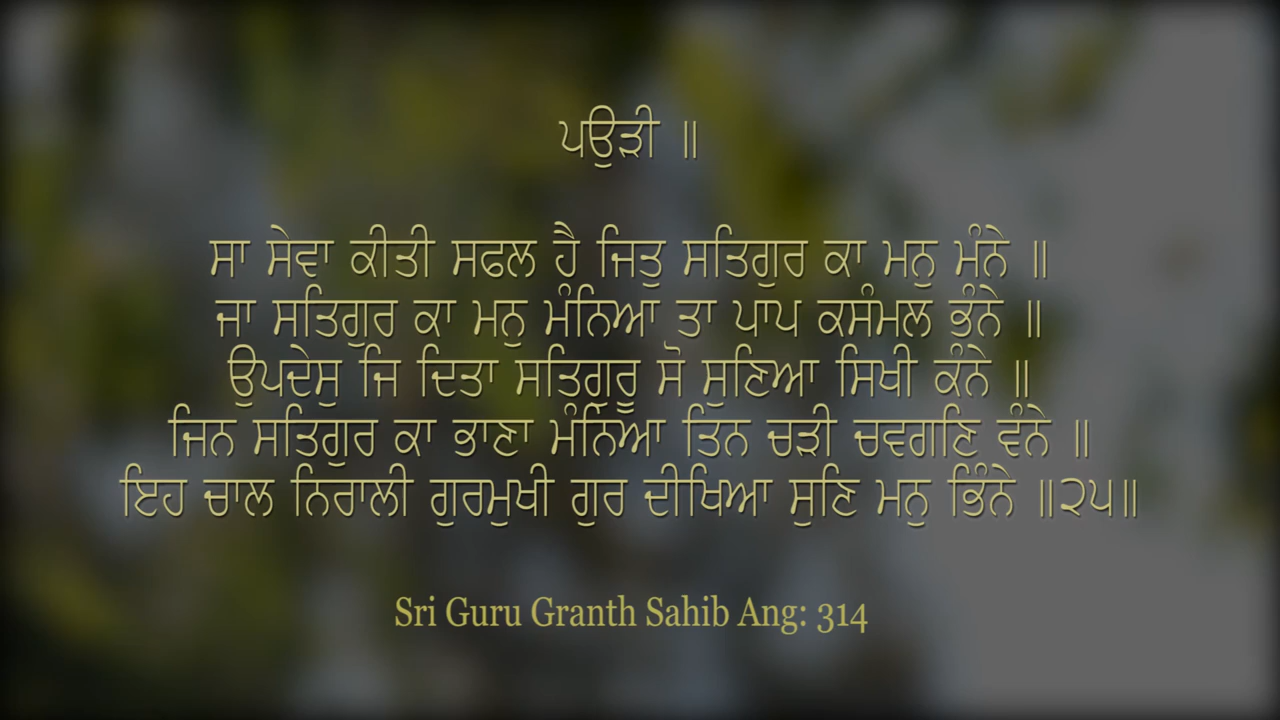 ਪਉੜੀ ॥
ਸਾ ਸੇਵਾ ਕੀਤੀ ਸਫਲ ਹੈ ਜਿਤੁ ਸਤਿਗੁਰ ਕਾ ਮਨੁ ਮੰਨੇ ॥
ਜਾ ਸਤਿਗੁਰ ਕਾ ਮਨੁ ਮੰਨਿਆ ਤਾ ਪਾਪ ਕਸੰਮਲ ਭੰਨੇ ॥
ਉਪਦੇਸੁ ਜਿ ਦਿਤਾ ਸਤਿਗੁਰੂ ਸੋ ਸੁਣਿਆ ਸਿਖੀ ਕੰਨੇ ॥
ਜਿਨ ਸਤਿਗੁਰ ਕਾ ਭਾਣਾ ਮੰਨਿਆ ਤਿਨ ਚੜੀ ਚਵਗਣਿ ਵੰਨੇ ॥
ਇਹ ਚਾਲ ਨਿਰਾਲੀ ਗੁਰਮੁਖੀ ਗੁਰ ਦੀਖਿਆ ਸੁਣਿ ਮਨੁ ਭਿੰਨੇ ॥੨੫॥
Sri Guru Granth Sahib Ang: 314